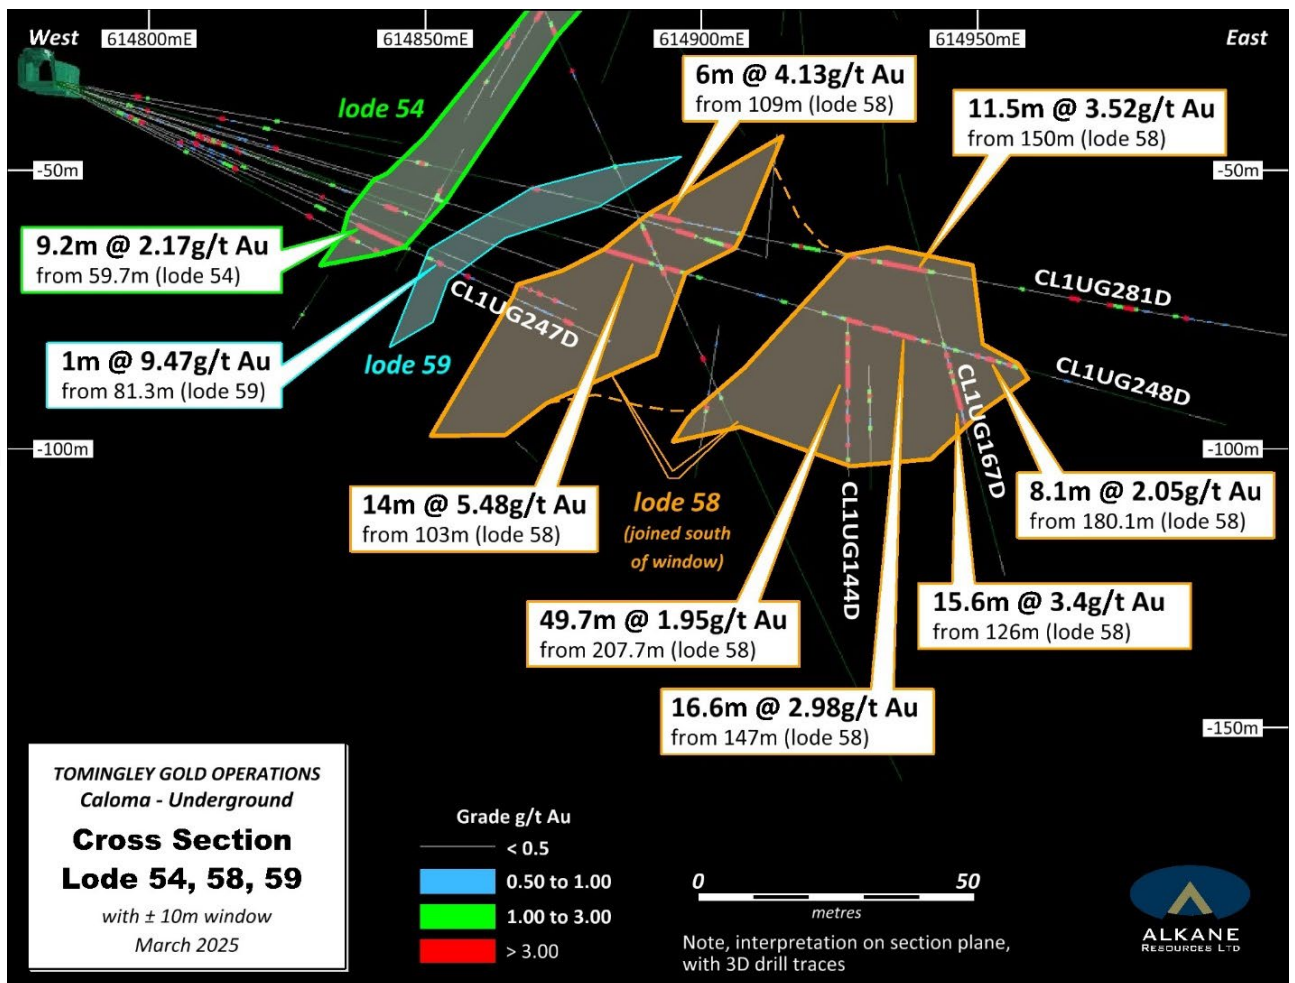 West
614800mE
614850mE
614900mE
614950mE
East
lode 54
6m @ 4.13g/t Au
from 109m (lode 58)
11.5m @ 3.52g/t Au
from 150m (lode 58)
-50m
-50m
9.2m @ 2.17g/t Au
from 59.7m (lode 54)
CL1UG281D
CL1UG247D
1m @ 9.47g/t Au
from 81.3m (lode 59)
lode 59
CL1UG248D
CL1UG167D
-100m
-100m
14m @ 5.48g/t Au
from 103m (lode 58)
lode 58
(joined south
of window)
CL1UG144D
8.1m @ 2.05g/t Au
from 180.1m (lode 58)
49.7m @ 1.95g/t Au
from 207.7m (lode 58)
15.6m @ 3.4g/t Au
from 126m (lode 58)
16.6m @ 2.98g/t Au
from 147m (lode 58)
-150m
TOMINGLEY GOLD OPERATIONS
Caloma - Underground
Cross Section
Lode 54, 58, 59
with ± 10m window
March 2025
Grade g/t Au
< 0.5
0.50 to 1.00
1.00 to 3.00
> 3.00
0 50
metres
Note, interpretation on section plane,
with 3D drill traces
ALKANE
RESOURCES LTD